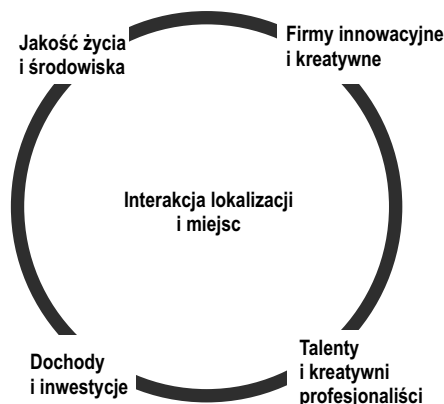 Jakość życia
i środowiska
Firmy innowacyjne
i kreatywne
Interakcja lokalizacji
i miejsc
Dochody
i inwestycje
Talenty
i kreatywni
profesjonaliści